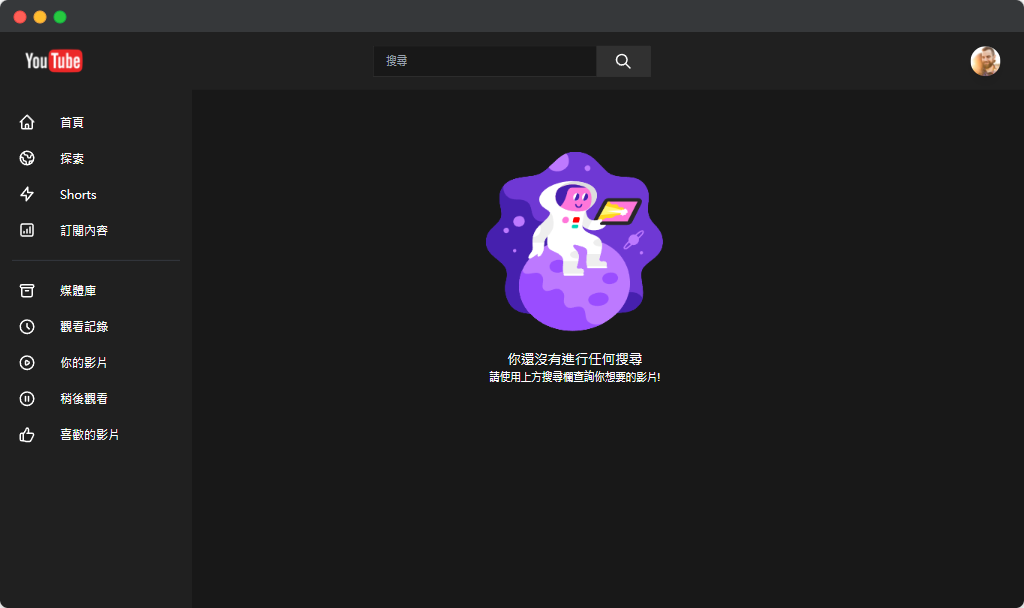 YouTube
搜尋
首頁
探索
Shorts
訂閱內容
媒體庫
觀看記錄
你的影片
稍後觀看
喜歡的影片
你還沒有進行任何搜尋
請使用上方搜尋欄查詢你想要的影片!